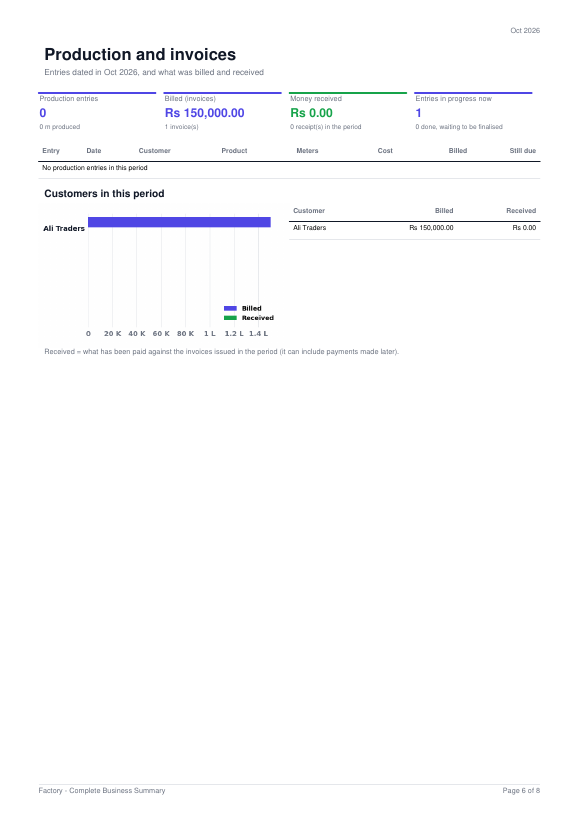 Oct 2026
Production and invoices
Entries dated in Oct 2026, and what was billed and received
Production entries
0
0 m produced
Billed (invoices)
Rs 150,000.00
1 invoice(s)
Money received
Rs 0.00
0 receipt(s) in the period
Entries in progress now
1
0 done, waiting to be finalised
Entry Date Customer Product Meters Cost Billed Still due
No production entries in this period
Customers in this period
Ali Traders
Billed
Received
0 20 K 40 K 60 K 80 K 1 L 1.2 L 1.4 L
Customer Billed Received
Ali Traders Rs 150,000.00 Rs 0.00
Received = what has been paid against the invoices issued in the period (it can include payments made later).
Factory - Complete Business Summary Page 6 of 8